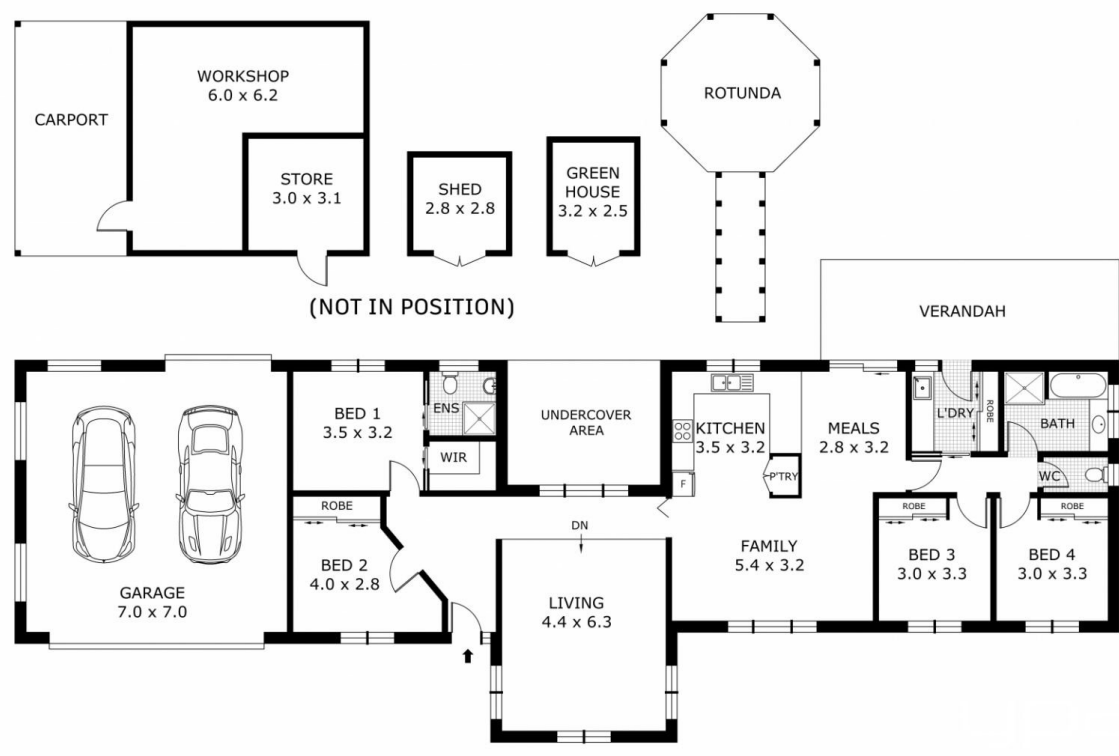 CARPORT
WORKSHOP
6.0 x 6.2
STORE
3.0 x 3.1
SHED
2.8 x 2.8
GREEN
HOUSE
3.2 x 2.5
ROTUNDA
(NOT IN POSITION)
VERANDAH
GARAGE
7.0 x 7.0
BED 1
3.5 x 3.2
ENS
WIR
ROBE
BED 2
4.0 x 2.8
UNDERCOVER
AREA
DN
LIVING
4.4 x 6.3
KITCHEN
3.5 x 3.2
F
P'TRY
MEALS
2.8 x 3.2
FAMILY
5.4 x 3.2
L'DRY
ROBE
BATH
WC
ROBE
BED 3
3.0 x 3.3
ROBE
BED 4
3.0 x 3.3